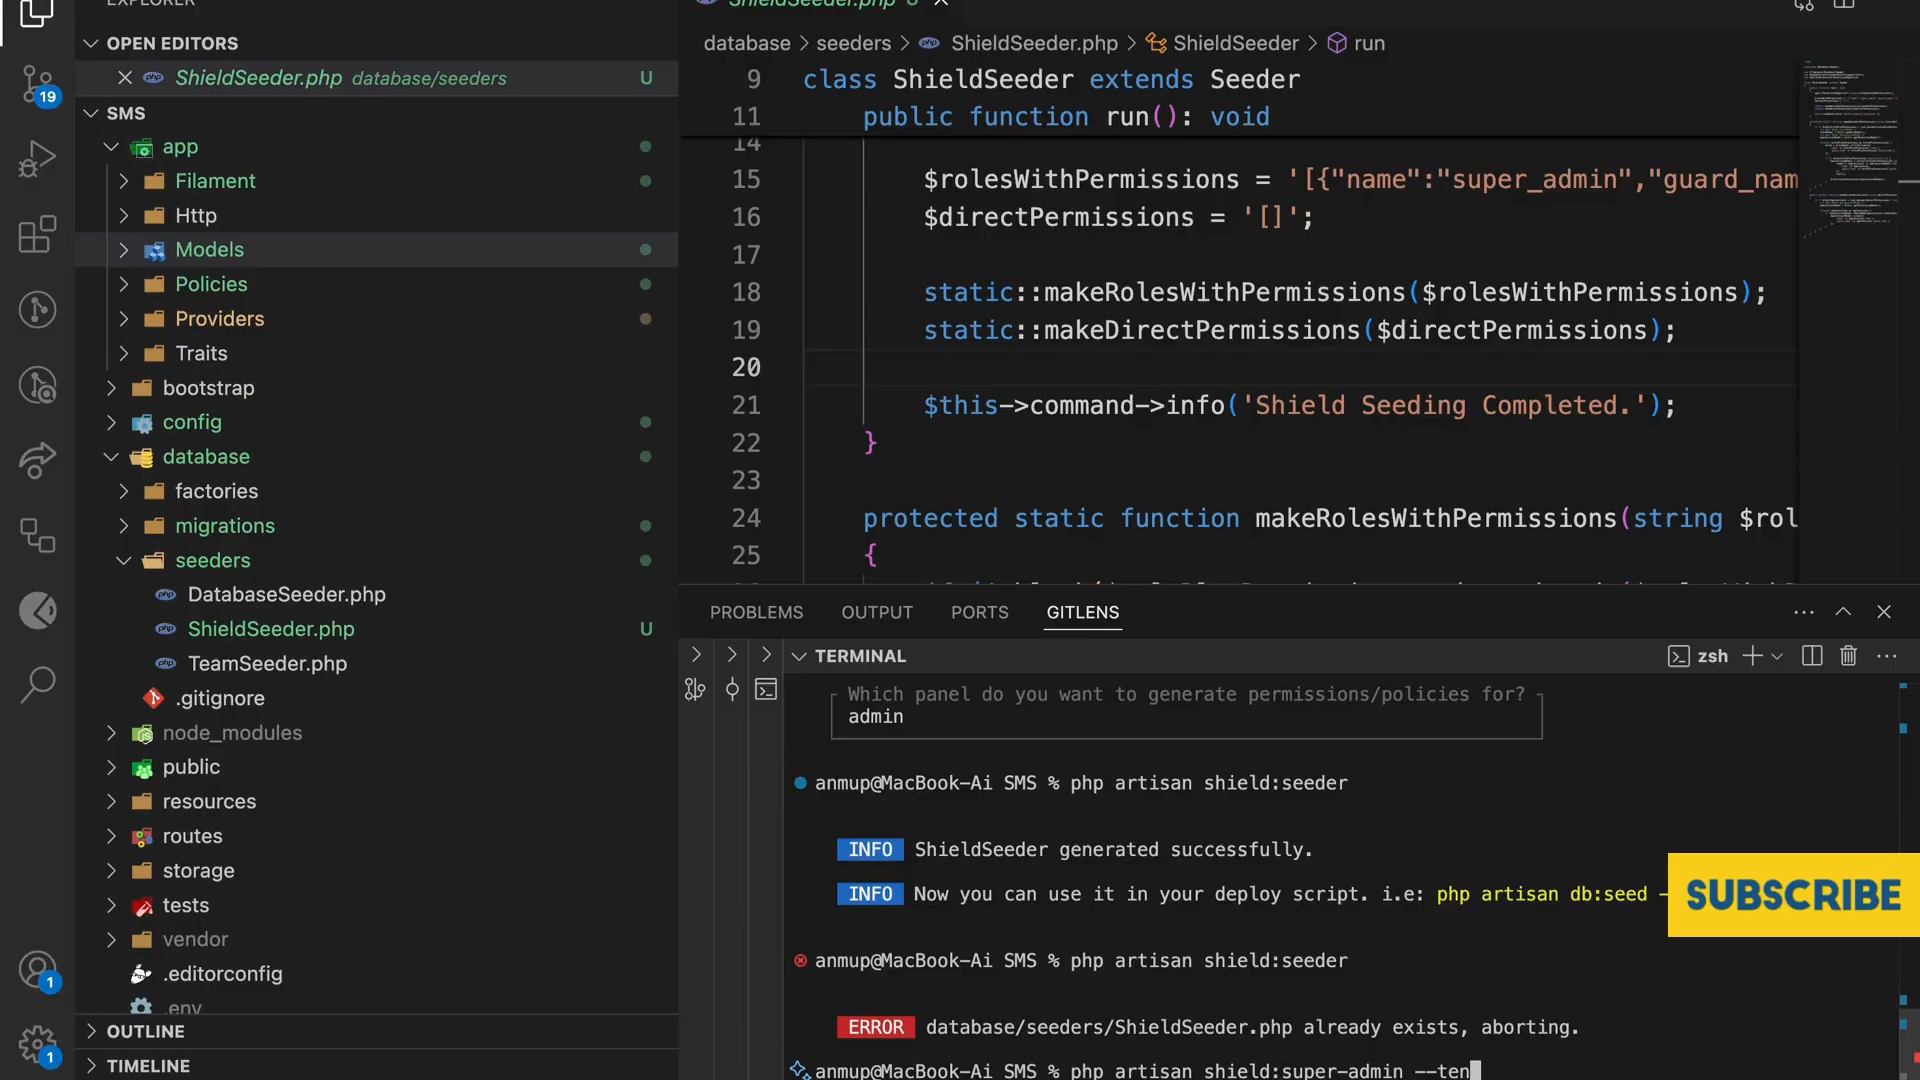 EXPLORER
OPEN EDITORS
ShieldSeeder.php database/seeders U
SMS
app
Filament
Http
Models
Policies
Providers
Traits
bootstrap
config
database
factories
migrations
seeders
DatabaseSeeder.php
ShieldSeeder.php U
TeamSeeder.php
.gitignore
node_modules
public
resources
routes
storage
tests
vendor
.editorconfig
.env
OUTLINE
TIMELINE
19
1
1
ShieldSeeder.php U
database > seeders > ShieldSeeder.php > ShieldSeeder > run
9 class ShieldSeeder extends Seeder
11 public function run(): void
14
15 $rolesWithPermissions = '[{"name":"super_admin","guard_nam
16 $directPermissions = '[]';
17
18 static::makeRolesWithPermissions($rolesWithPermissions);
19 static::makeDirectPermissions($directPermissions);
20
21 $this->command->info('Shield Seeding Completed.');
22 }
23
24 protected static function makeRolesWithPermissions(string $rol
25 {
PROBLEMS OUTPUT PORTS GITLENS
TERMINAL
zsh
Which panel do you want to generate permissions/policies for?
admin
anmup@MacBook-Ai SMS % php artisan shield:seeder
INFO ShieldSeeder generated successfully.
INFO Now you can use it in your deploy script. i.e: php artisan db:seed –
SUBSCRIBE
anmup@MacBook-Ai SMS % php artisan shield:seeder
ERROR database/seeders/ShieldSeeder.php already exists, aborting.
anmup@MacBook-Ai SMS % php artisan shield:super-admin --ten